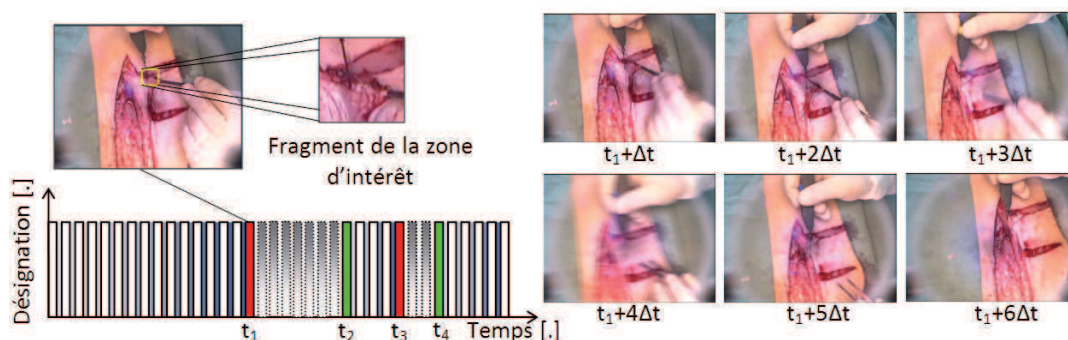 Fragment de la zone
d'intérêt
Désignation [.]
t₁
t₂
t₃
t₄
Temps [.]
t₁+Δt
t₁+2Δt
t₁+3Δt
t₁+4Δt
t₁+5Δt
t₁+6Δt